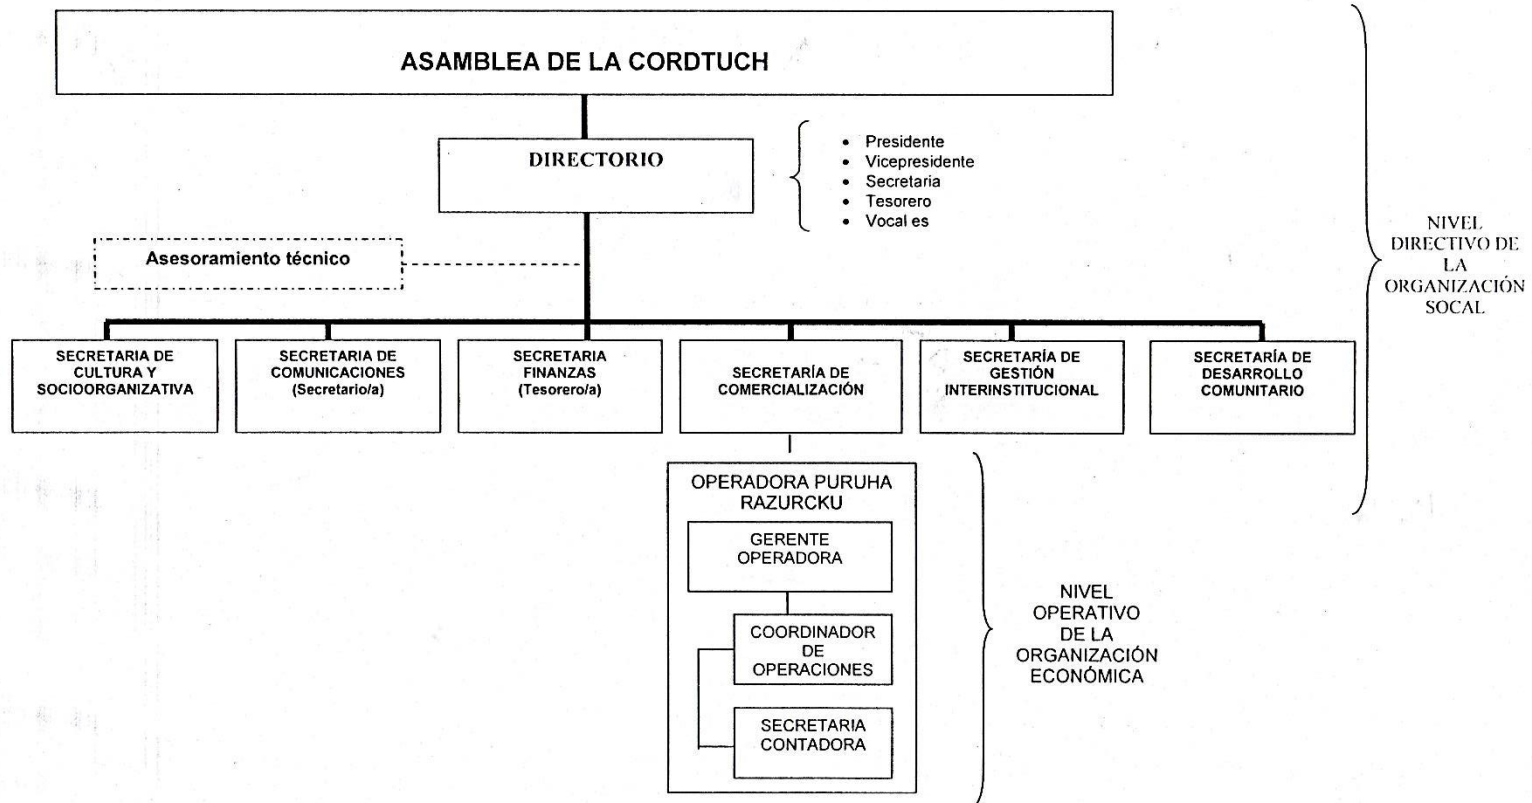 ASAMBLEA DE LA CORDTUCH
DIRECTORIO
• Presidente
• Vicepresidente
• Secretaria
• Tesorero
• Vocal es
Asesoramiento técnico
NIVEL
DIRECTIVO DE
LA
ORGANIZACIÓN
SOCAL
SECRETARIA DE
CULTURA Y
SOCIOORGANIZATIVA
SECRETARIA DE
COMUNICACIONES
(Secretario/a)
SECRETARIA
FINANZAS
(Tesorero/a)
SECRETARÍA DE
COMERCIALIZACIÓN
SECRETARÍA DE
GESTIÓN
INTERINSTITUCIONAL
SECRETARÍA DE
DESARROLLO
COMUNITARIO
OPERADORA PURUHA
RAZURCKU
GERENTE
OPERADORA
COORDINADOR
DE
OPERACIONES
SECRETARIA
CONTADORA
NIVEL
OPERATIVO
DE LA
ORGANIZACIÓN
ECONÓMICA